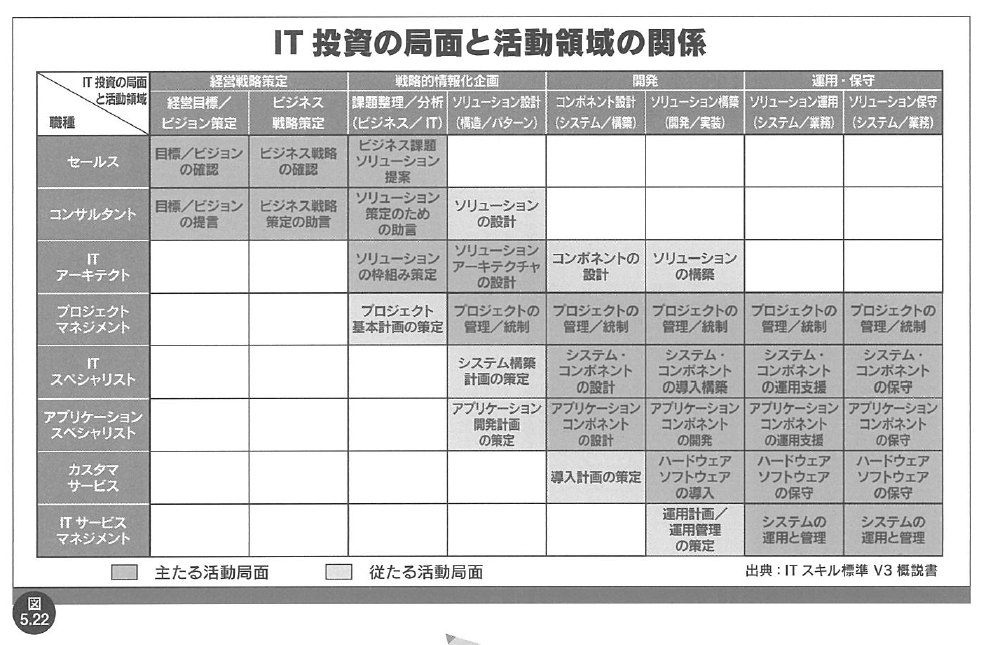 IT 投資の局面と活動領域の関係
IT 投資の局面
と活動領域
職種
経営戦略策定
戦略的情報化企画
開発
運用・保守
経営目標／
ビジョン策定
ビジネス
戦略策定
課題整理／分析
（ビジネス／IT）
ソリューション設計
（構造／パターン）
コンポーネント設計
（システム／構築）
ソリューション構築
（開発／実装）
ソリューション運用
（システム／業務）
ソリューション保守
（システム／業務）
セールス
目標／ビジョン
の確認
ビジネス戦略
の確認
ビジネス課題
ソリューション
提案
コンサルタント
目標／ビジョン
の提言
ビジネス戦略
策定の助言
ソリューション
策定のため
の助言
ソリューション
の設計
IT
アーキテクト
ソリューション
の枠組み策定
ソリューション
アーキテクチャ
の設計
コンポーネントの
設計
ソリューション
の構築
プロジェクト
マネジメント
プロジェクト
基本計画の策定
プロジェクトの
管理／統制
プロジェクトの
管理／統制
プロジェクトの
管理／統制
プロジェクトの
管理／統制
プロジェクトの
管理／統制
IT
スペシャリスト
システム構築
計画の策定
システム・
コンポーネント
の設計
システム・
コンポーネント
の導入構築
システム・
コンポーネント
の運用支援
システム・
コンポーネント
の保守
アプリケーション
スペシャリスト
アプリケーション
開発計画
の策定
アプリケーション
コンポーネント
の設計
アプリケーション
コンポーネント
の開発
アプリケーション
コンポーネント
の運用支援
アプリケーション
コンポーネント
の保守
カスタマ
サービス
導入計画の策定
ハードウェア
ソフトウェア
の導入
ハードウェア
ソフトウェア
の保守
ハードウェア
ソフトウェア
の保守
IT サービス
マネジメント
運用計画／
運用管理
の策定
システムの
運用と管理
システムの
運用と管理
主たる活動局面
従たる活動局面
出典：IT スキル標準 V3 概説書
図
5.22